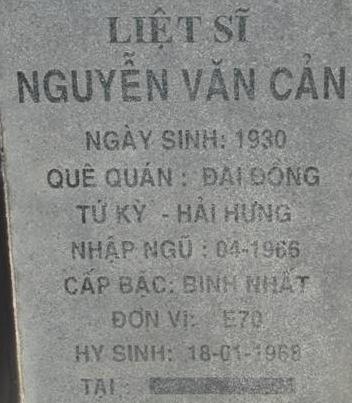 LIỆT SĨ
NGUYỄN VĂN CẢN
NGÀY SINH: 1930
QUÊ QUÁN : ĐẠI ĐỒNG
TỨ KỲ - HẢI HƯNG
NHẬP NGŨ : 04-1966
CẤP BẬC: BINH NHẤT
ĐƠN VỊ: E70
HY SINH: 18-01-1968
TẠI :